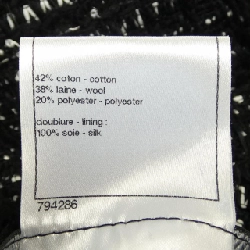 42% coton - cotton
38% laine - wool
20% polyester - polyester
doublure - lining :
100% soie - silk
794286